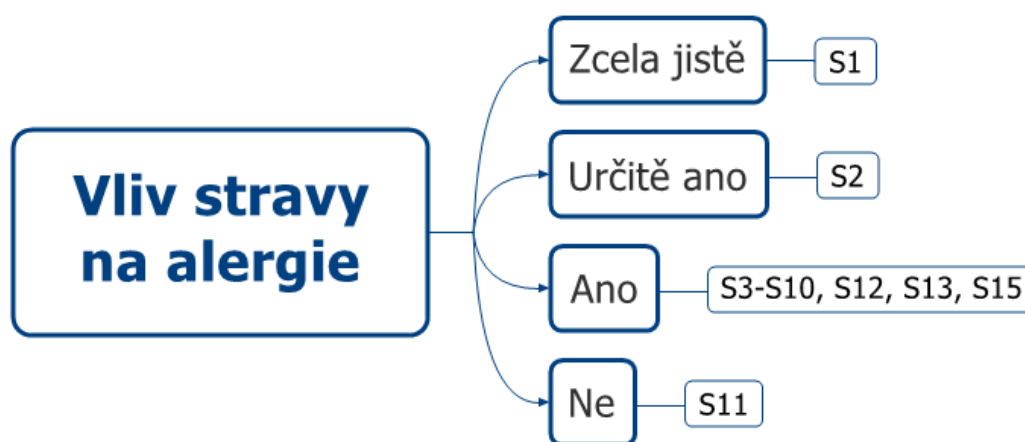 Vliv stravy
na alergie
Zcela jistě
S1
Určitě ano
S2
Ano
S3-S10, S12, S13, S15
Ne
S11